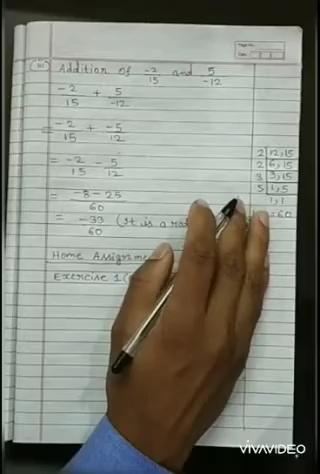 (iii) Addition of -2/15 and 5/-12
-2/15 + 5/-12
= -2/15 + -5/12
= -2/15 - 5/12
= -8-25/60
= -33/60 (It is a
2 | 12, 15
2 | 6, 15
3 | 3, 15
5 | 1, 5
1, 1
= 60
Home
Exercise 1
VIVAVIDEO